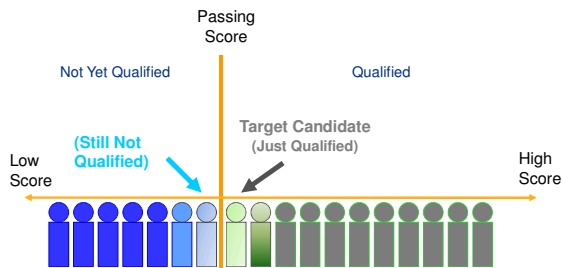 Passing
Score
Not Yet Qualified
Qualified
(Still Not
Qualified)
Target Candidate
(Just Qualified)
Low
Score
High
Score